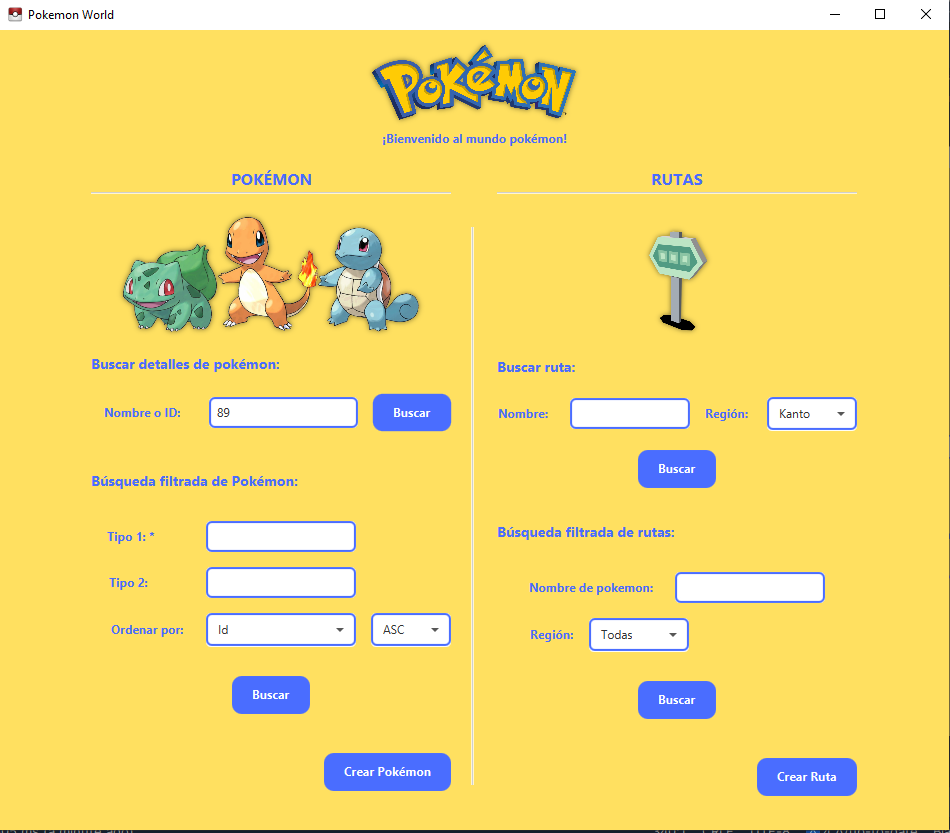 Pokemon World
POKÉMON
¡Bienvenido al mundo pokémon!
POKÉMON
Buscar detalles de pokémon:
Nombre o ID: 89 Buscar
Búsqueda filtrada de Pokémon:
Tipo 1: *
Tipo 2:
Ordenar por: Id ASC
Buscar
Crear Pokémon
RUTAS
Buscar ruta:
Nombre: Región: Kanto
Buscar
Búsqueda filtrada de rutas:
Nombre de pokemon:
Región: Todas
Buscar
Crear Ruta